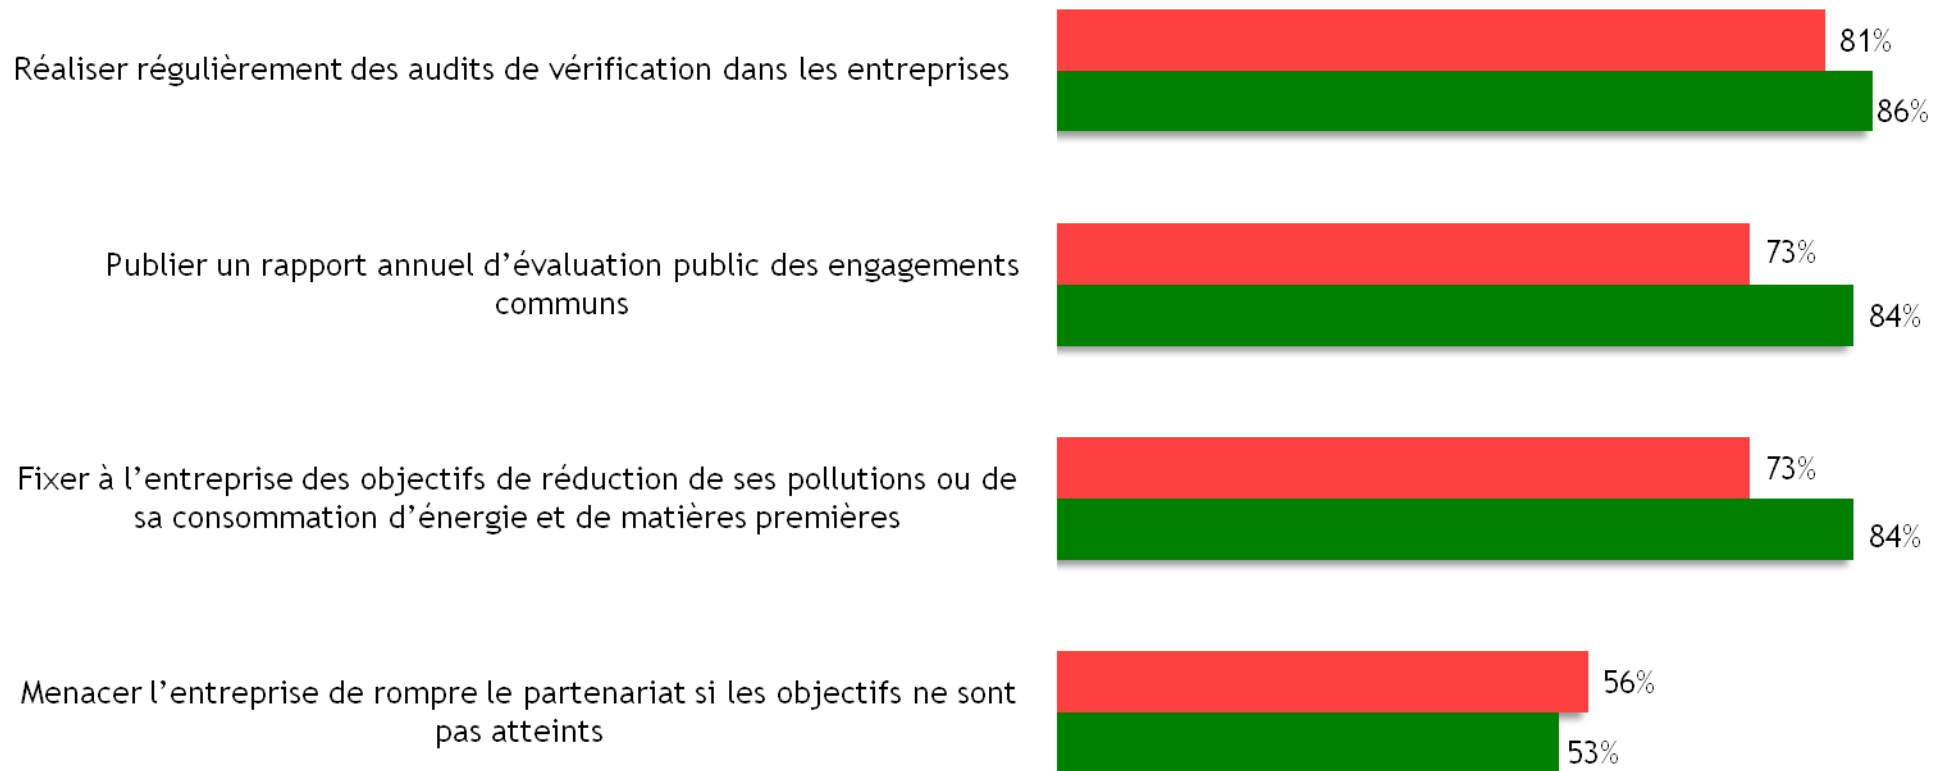 Réaliser régulièrement des audits de vérification dans les entreprises
81%
86%
Publier un rapport annuel d’évaluation public des engagements
communs
73%
84%
Fixer à l’entreprise des objectifs de réduction de ses pollutions ou de
sa consommation d’énergie et de matières premières
73%
84%
Menacer l’entreprise de rompre le partenariat si les objectifs ne sont
pas atteints
56%
53%